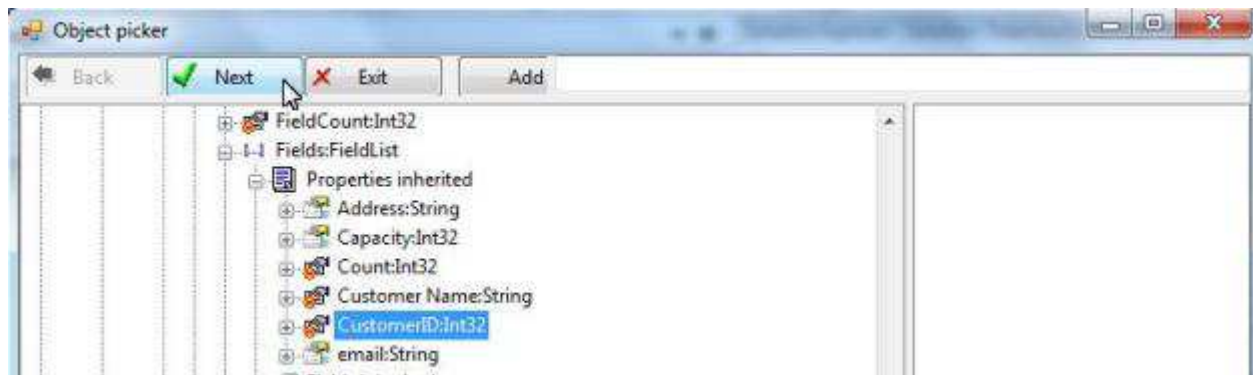 Object picker
Back Next Exit Add
FieldCount:Int32
Fields:FieldList
Properties inherited
Address:String
Capacity:Int32
Count:Int32
Customer Name:String
CustomerID:Int32
email:String